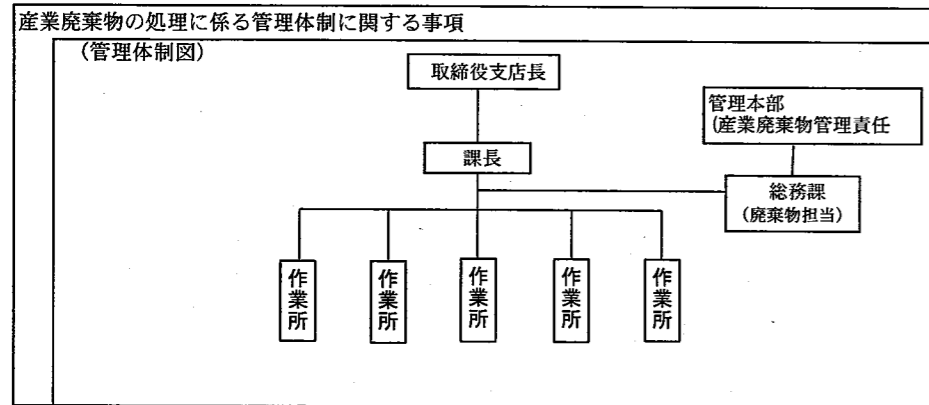 産業廃棄物の処理に係る管理体制に関する事項
(管理体制図)
取締役支店長
管理本部
(産業廃棄物管理責任
課長
総務課
(廃棄物担当)
作業所
作業所
作業所
作業所
作業所